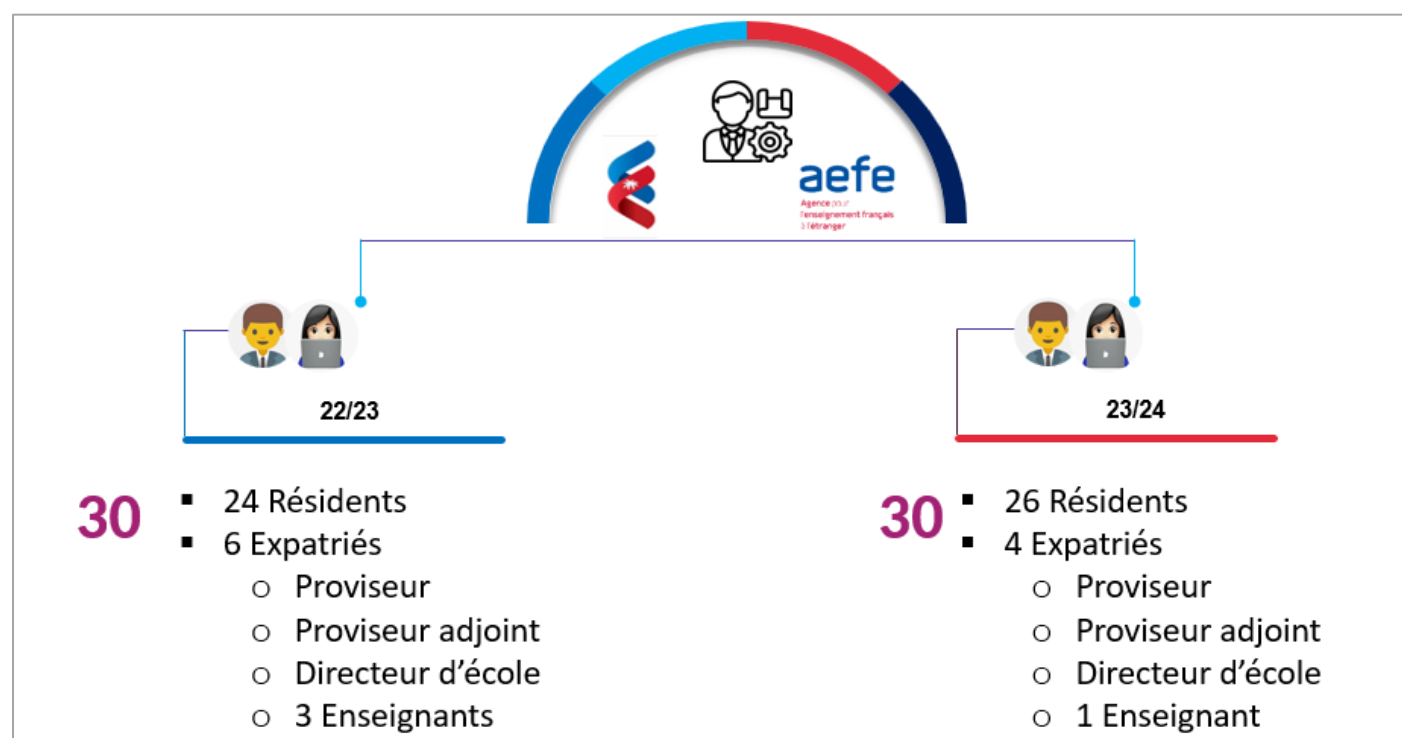 aefe
Agence pour
l'enseignement français
à l'étranger
22/23
30
▪ 24 Résidents
▪ 6 Expatriés
o Proviseur
o Proviseur adjoint
o Directeur d’école
o 3 Enseignants
23/24
30
▪ 26 Résidents
▪ 4 Expatriés
o Proviseur
o Proviseur adjoint
o Directeur d’école
o 1 Enseignant